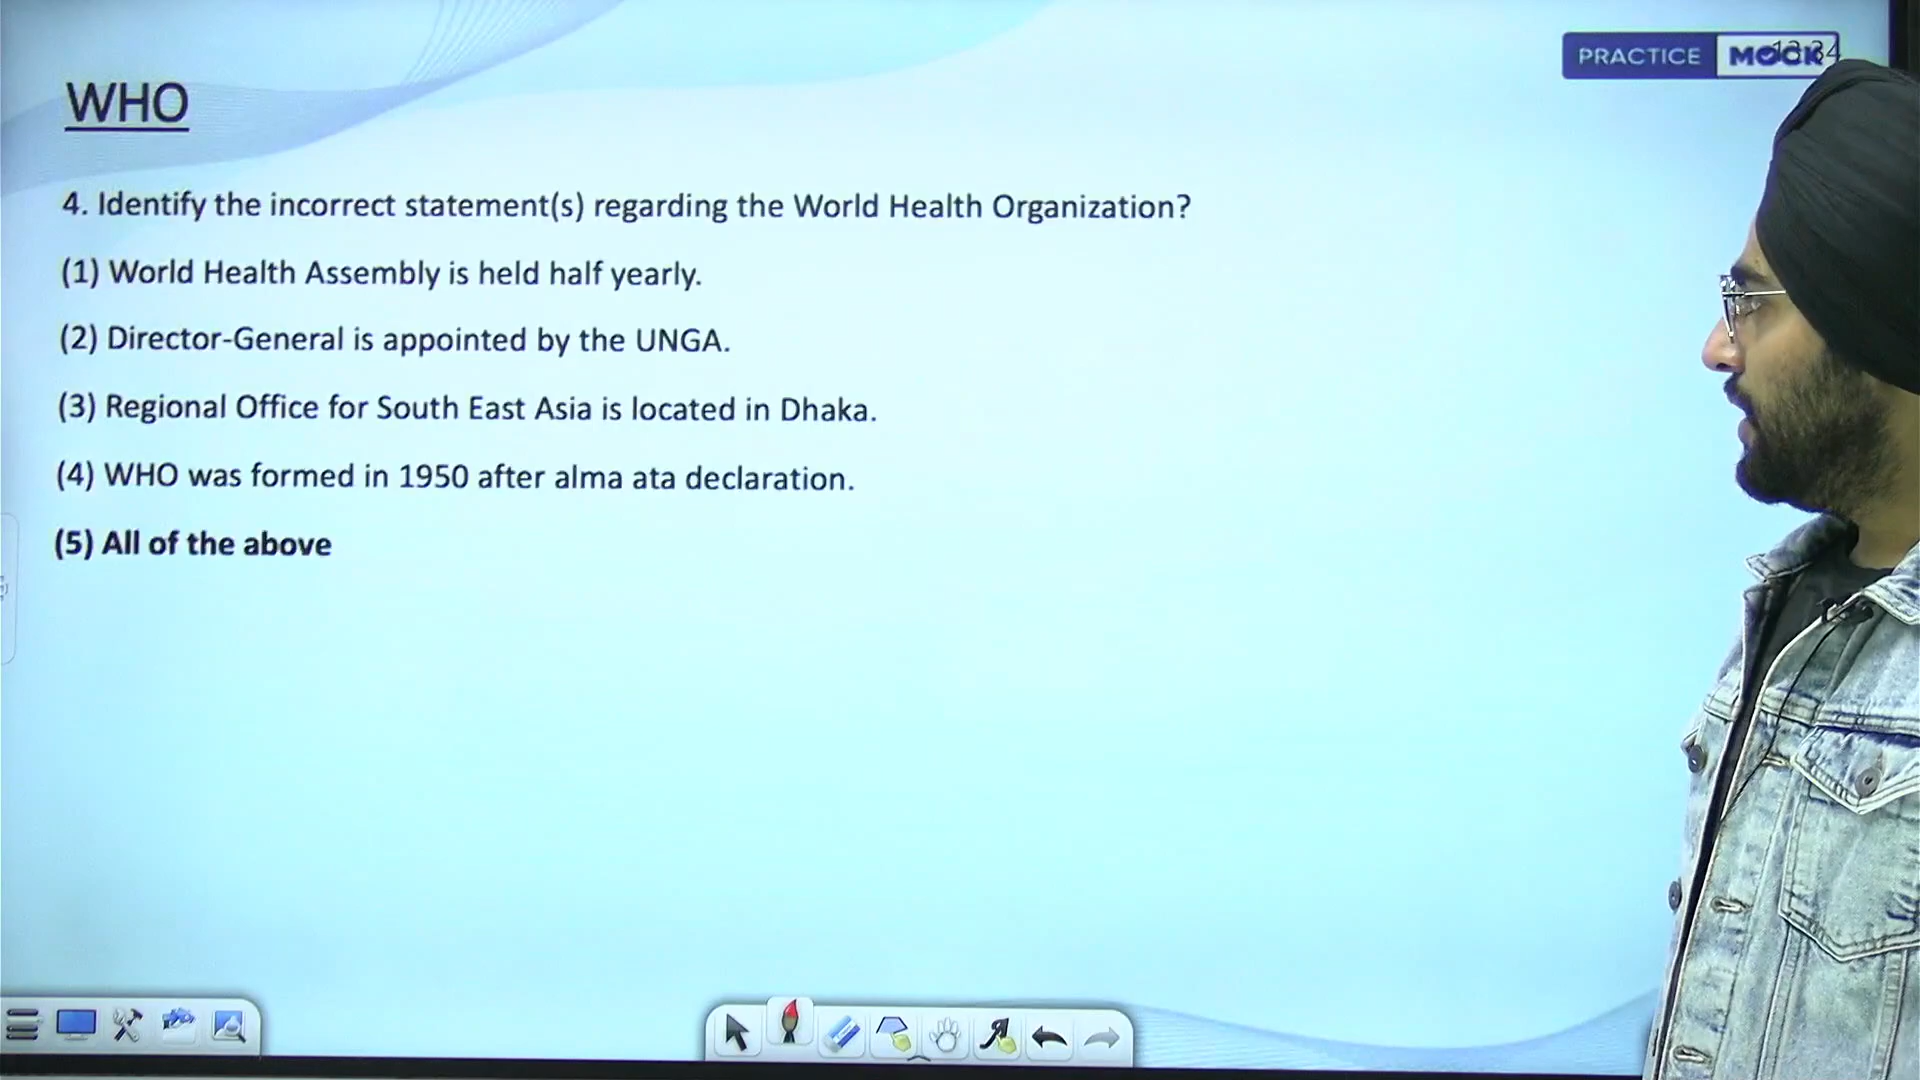 PRACTICE MOCK
13:34
WHO
4. Identify the incorrect statement(s) regarding the World Health Organization?
(1) World Health Assembly is held half yearly.
(2) Director-General is appointed by the UNGA.
(3) Regional Office for South East Asia is located in Dhaka.
(4) WHO was formed in 1950 after alma ata declaration.
(5) All of the above